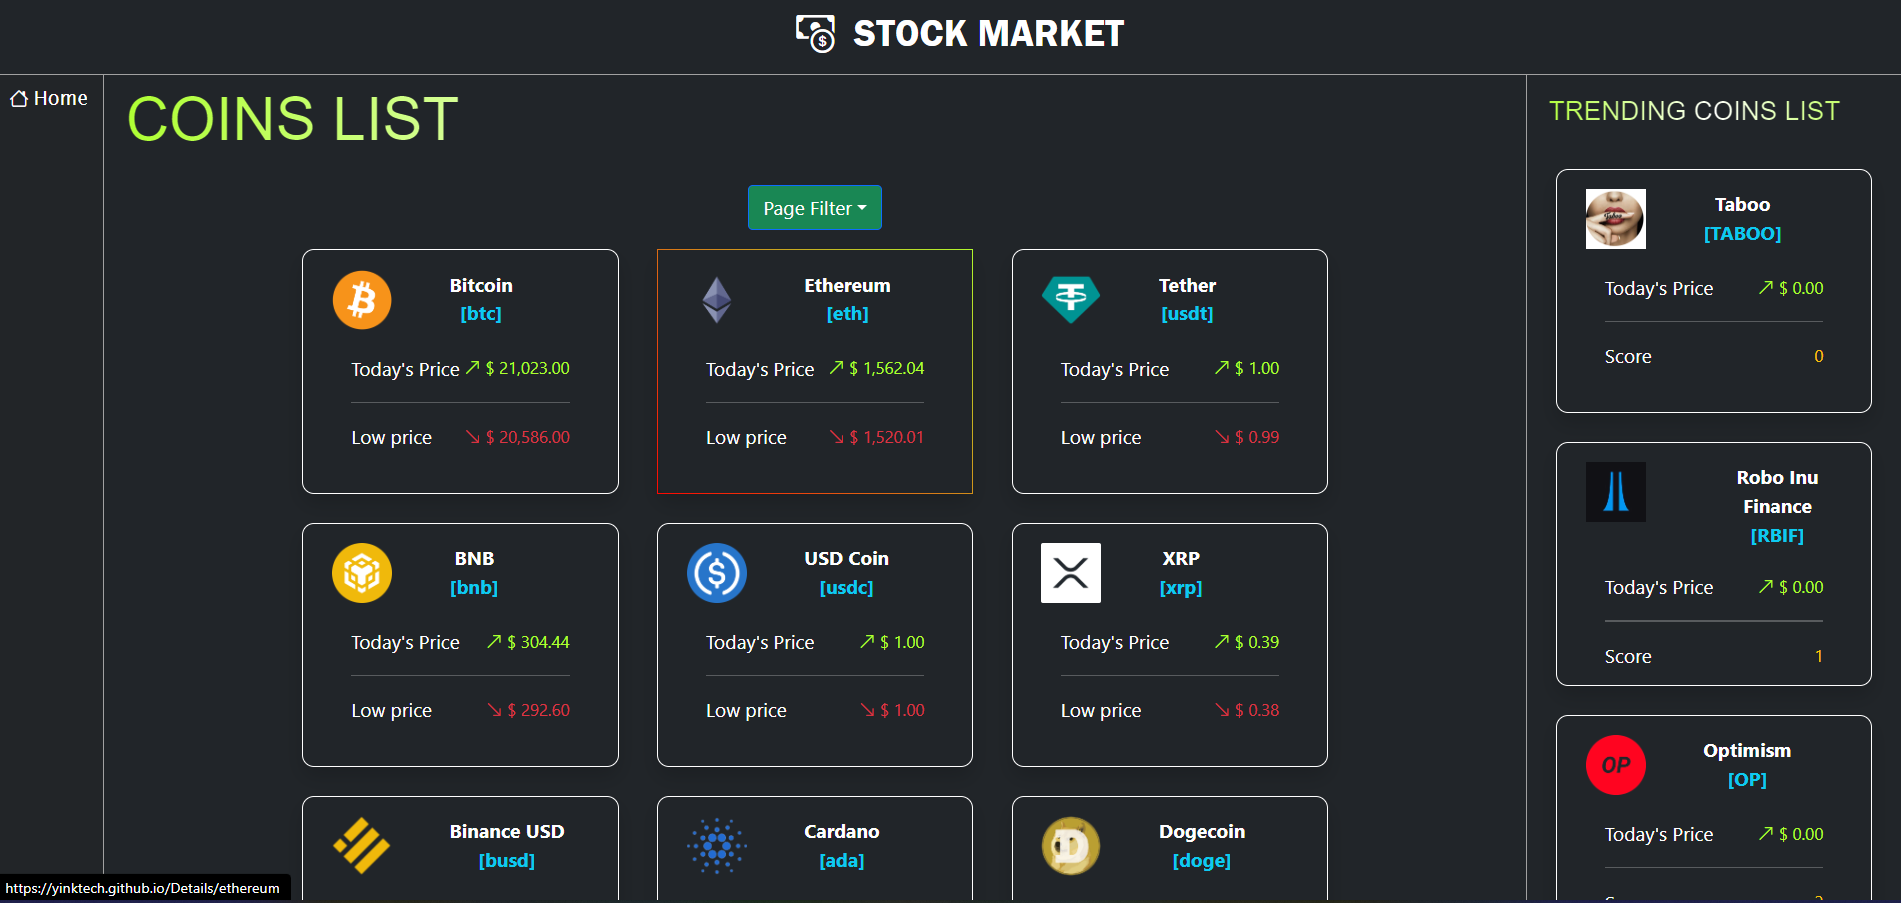 STOCK MARKET
Home
COINS LIST
Page Filter
Bitcoin
[btc]
Today's Price $ 21,023.00
Low price $ 20,586.00
Ethereum
[eth]
Today's Price $ 1,562.04
Low price $ 1,520.01
Tether
[usdt]
Today's Price $ 1.00
Low price $ 0.99
BNB
[bnb]
Today's Price $ 304.44
Low price $ 292.60
USD Coin
[usdc]
Today's Price $ 1.00
Low price $ 1.00
XRP
[xrp]
Today's Price $ 0.39
Low price $ 0.38
Binance USD
[busd]
Cardano
[ada]
Dogecoin
[doge]
TRENDING COINS LIST
Taboo
[TABOO]
Today's Price $ 0.00
Score 0
Robo Inu
Finance
[RBIF]
Today's Price $ 0.00
Score 1
OP
Optimism
[OP]
Today's Price $ 0.00
https://yinktech.github.io/Details/ethereum